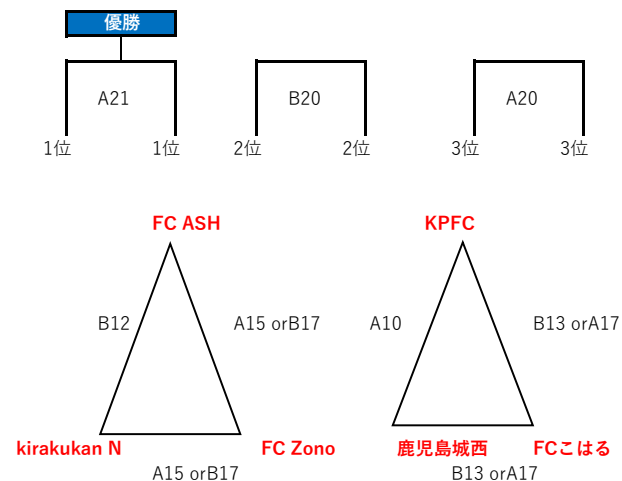 優勝
A21 B20 A20
1位 1位 2位 2位 3位 3位
FC ASH KPFC
B12 A15 orB17 A10 B13 orA17
kirakukan N FC Zono 鹿児島城西 FCこはる
A15 orB17 B13 orA17